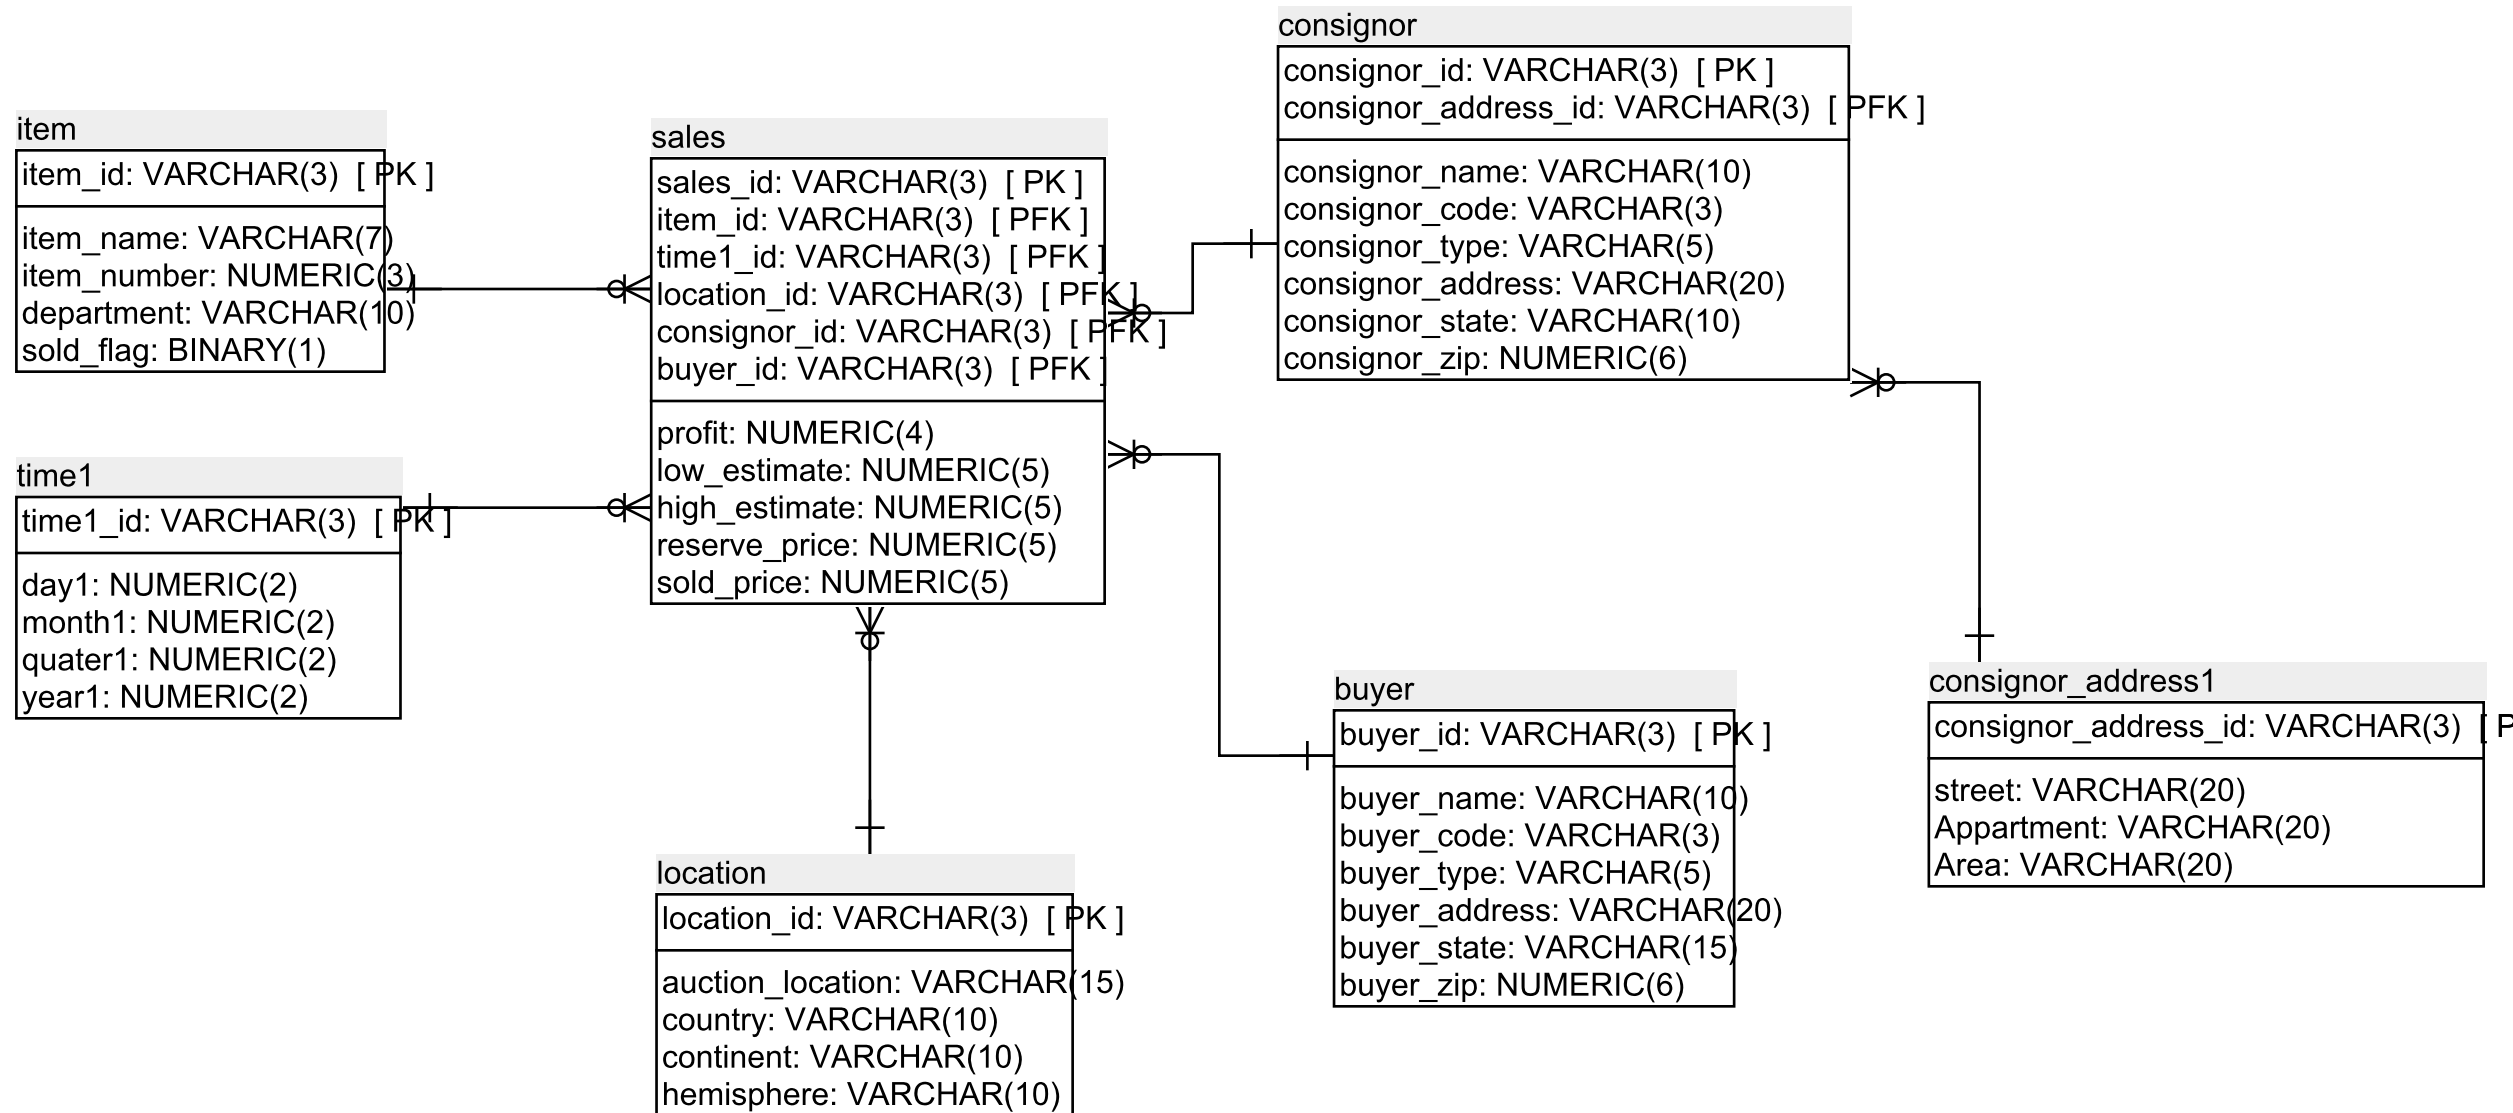 item
item_id: VARCHAR(3) [ PK ]
item_name: VARCHAR(7)
item_number: NUMERIC(3)
department: VARCHAR(10)
sold_flag: BINARY(1)
time1
time1_id: VARCHAR(3) [ PK ]
day1: NUMERIC(2)
month1: NUMERIC(2)
quater1: NUMERIC(2)
year1: NUMERIC(2)
sales
sales_id: VARCHAR(3) [ PK ]
item_id: VARCHAR(3) [ PFK ]
time1_id: VARCHAR(3) [ PFK ]
location_id: VARCHAR(3) [ PFK ]
consignor_id: VARCHAR(3) [ PFK ]
buyer_id: VARCHAR(3) [ PFK ]
profit: NUMERIC(4)
low_estimate: NUMERIC(5)
high_estimate: NUMERIC(5)
reserve_price: NUMERIC(5)
sold_price: NUMERIC(5)
location
location_id: VARCHAR(3) [ PK ]
auction_location: VARCHAR(15)
country: VARCHAR(10)
continent: VARCHAR(10)
hemisphere: VARCHAR(10)
consignor
consignor_id: VARCHAR(3) [ PK ]
consignor_address_id: VARCHAR(3) [ PFK ]
consignor_name: VARCHAR(10)
consignor_code: VARCHAR(3)
consignor_type: VARCHAR(5)
consignor_address: VARCHAR(20)
consignor_state: VARCHAR(10)
consignor_zip: NUMERIC(6)
buyer
buyer_id: VARCHAR(3) [ PK ]
buyer_name: VARCHAR(10)
buyer_code: VARCHAR(3)
buyer_type: VARCHAR(5)
buyer_address: VARCHAR(20)
buyer_state: VARCHAR(15)
buyer_zip: NUMERIC(6)
consignor_address1
consignor_address_id: VARCHAR(3) [ P
street: VARCHAR(20)
Appartment: VARCHAR(20)
Area: VARCHAR(20)